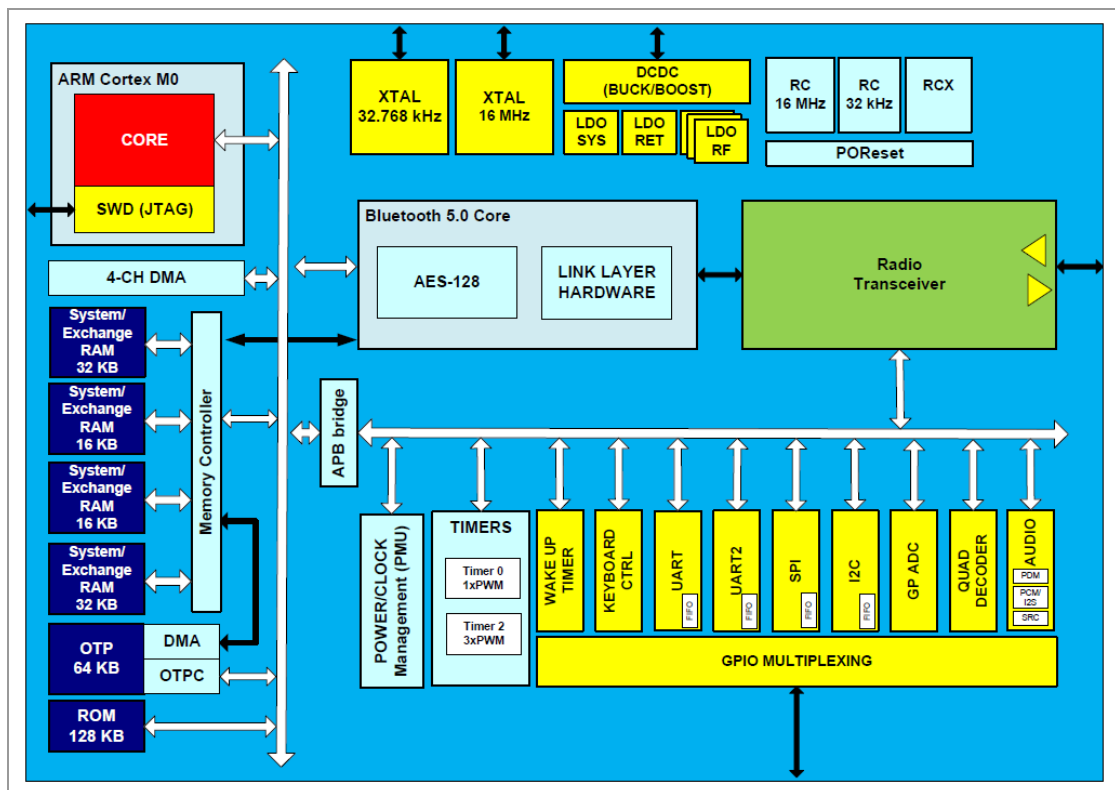 ARM Cortex M0
CORE
SWD (JTAG)
4-CH DMA
System/
Exchange
RAM
32 KB
System/
Exchange
RAM
16 KB
System/
Exchange
RAM
16 KB
System/
Exchange
RAM
32 KB
Memory Controller
OTP
64 KB
DMA
OTPC
ROM
128 KB
XTAL
32.768 kHz
XTAL
16 MHz
DCDC
(BUCK/BOOST)
LDO
SYS
LDO
RET
LDO
RF
RC
16 MHz
RC
32 kHz
RCX
POReset
Bluetooth 5.0 Core
AES-128
LINK LAYER
HARDWARE
Radio
Transceiver
APB bridge
POWER/CLOCK
Management (PMU)
TIMERS
Timer 0
1xPWM
Timer 2
3xPWM
WAKE UP
TIMER
KEYBOARD
CTRL
UART
FIFO
UART2
FIFO
SPI
FIFO
I2C
FIFO
GP ADC
QUAD
DECODER
AUDIO
PDM
PCM/
I2S
SRC
GPIO MULTIPLEXING